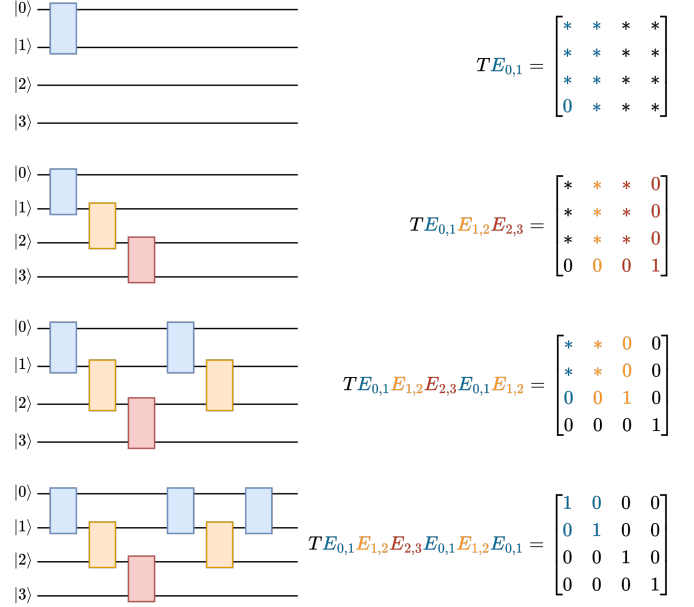 |0⟩
|1⟩
|2⟩
|3⟩
TE₀,₁ =
* * * *
* * * *
* * * *
0 * * *
|0⟩
|1⟩
|2⟩
|3⟩
TE₀,₁E₁,₂E₂,₃ =
* * * 0
* * * 0
* * * 0
0 0 0 1
|0⟩
|1⟩
|2⟩
|3⟩
TE₀,₁E₁,₂E₂,₃E₀,₁E₁,₂ =
* * 0 0
* * 0 0
0 0 1 0
0 0 0 1
|0⟩
|1⟩
|2⟩
|3⟩
TE₀,₁E₁,₂E₂,₃E₀,₁E₁,₂E₀,₁ =
1 0 0 0
0 1 0 0
0 0 1 0
0 0 0 1